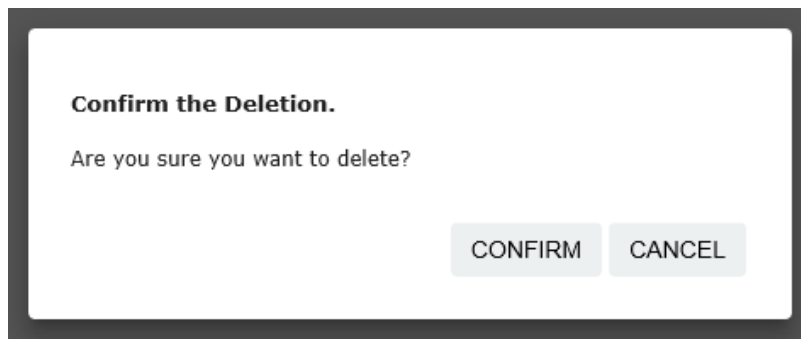 Confirm the Deletion.
Are you sure you want to delete?
CONFIRM CANCEL